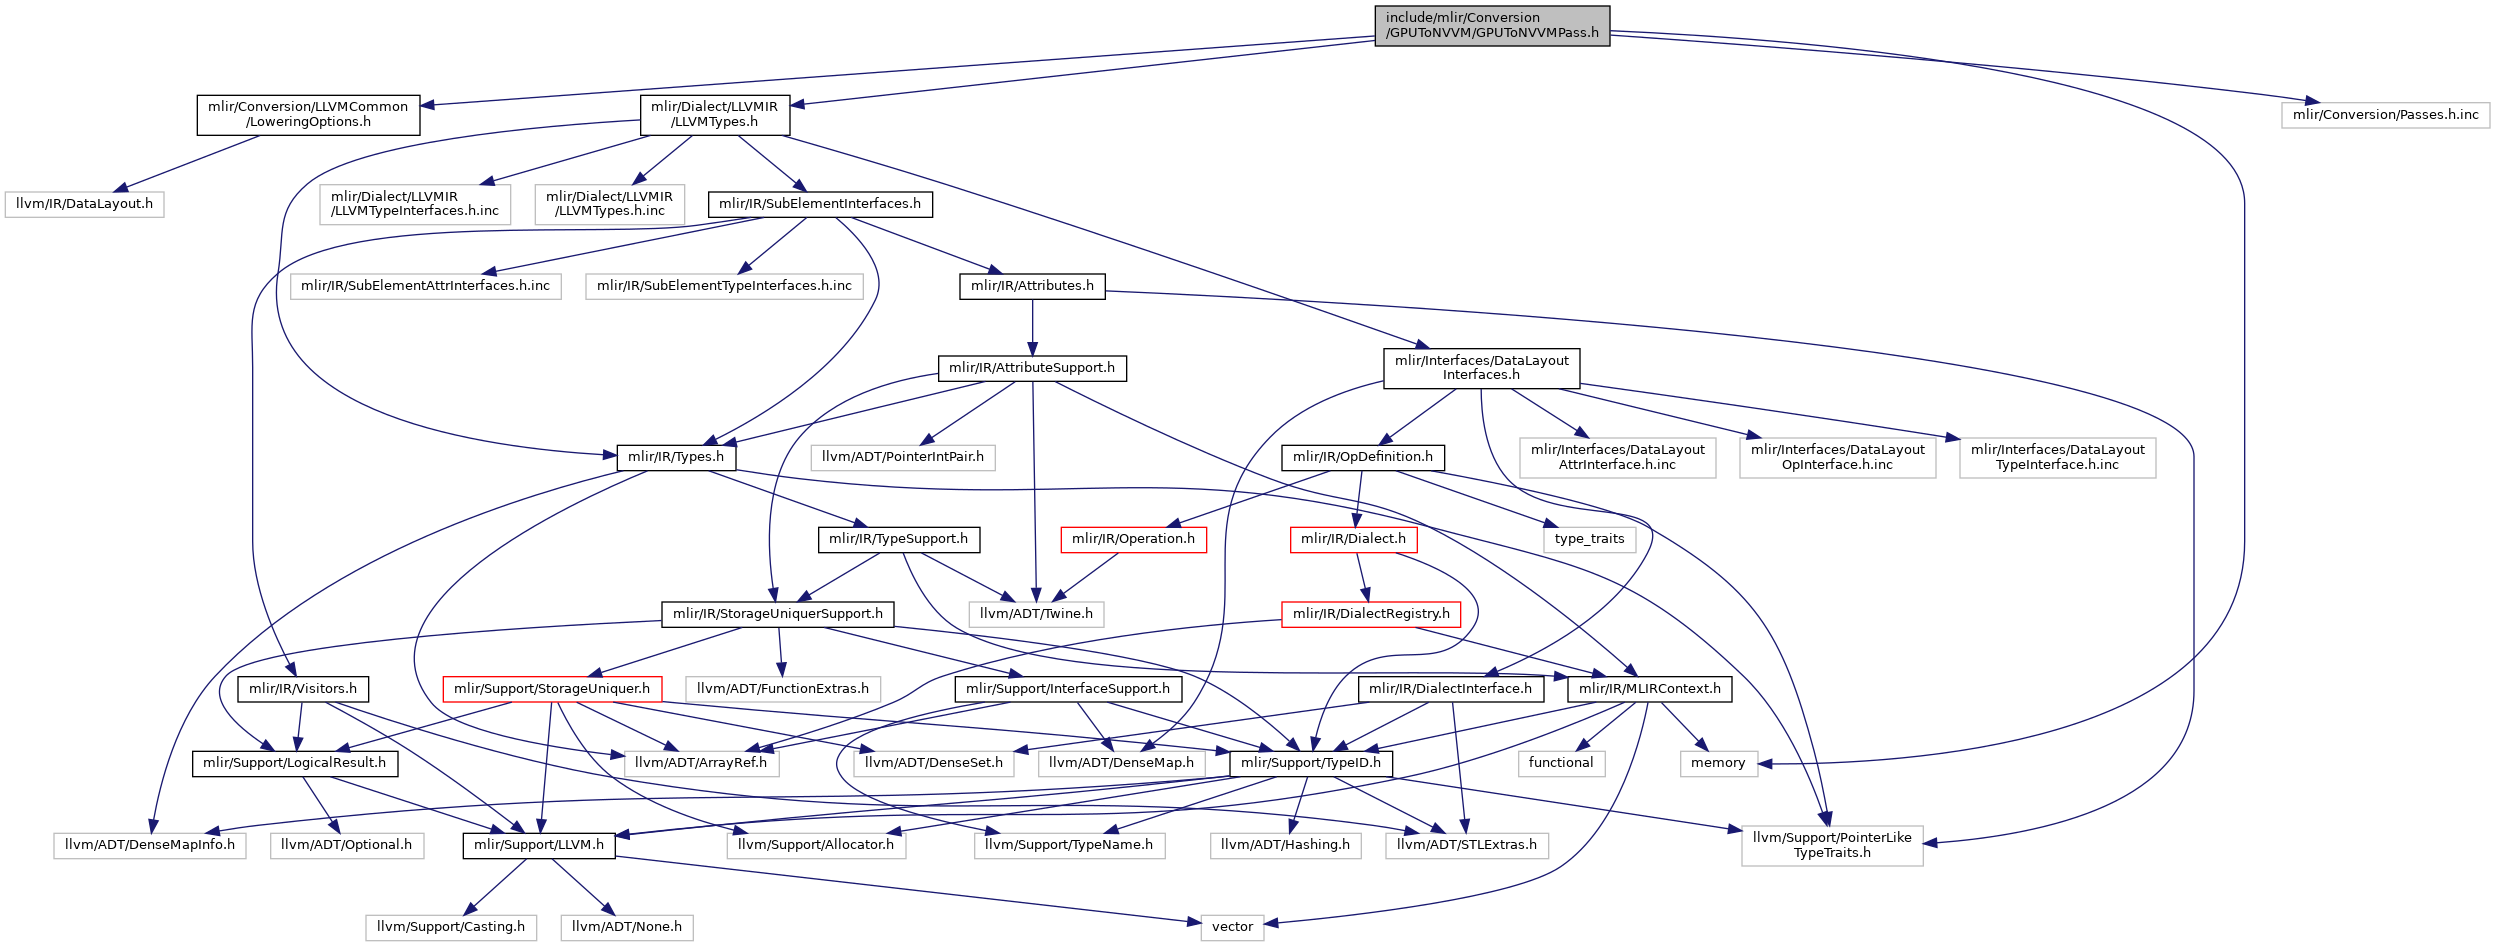 include/mlir/Conversion
/GPUToNVVM/GPUToNVVMPass.h
mlir/Conversion/LLVMCommon
/LoweringOptions.h
mlir/Dialect/LLVMIR
/LLVMTypes.h
mlir/Conversion/Passes.h.inc
llvm/IR/DataLayout.h
mlir/Dialect/LLVMIR
/LLVMTypeInterfaces.h.inc
mlir/Dialect/LLVMIR
/LLVMTypes.h.inc
mlir/IR/SubElementInterfaces.h
mlir/IR/SubElementAttrInterfaces.h.inc
mlir/IR/SubElementTypeInterfaces.h.inc
mlir/IR/Attributes.h
mlir/IR/AttributeSupport.h
mlir/Interfaces/DataLayout
Interfaces.h
mlir/IR/Types.h
llvm/ADT/PointerIntPair.h
mlir/IR/OpDefinition.h
mlir/Interfaces/DataLayout
AttrInterface.h.inc
mlir/Interfaces/DataLayout
OpInterface.h.inc
mlir/Interfaces/DataLayout
TypeInterface.h.inc
mlir/IR/TypeSupport.h
mlir/IR/Operation.h
mlir/IR/Dialect.h
type_traits
mlir/IR/StorageUniquerSupport.h
llvm/ADT/Twine.h
mlir/IR/DialectRegistry.h
mlir/IR/Visitors.h
mlir/Support/StorageUniquer.h
llvm/ADT/FunctionExtras.h
mlir/Support/InterfaceSupport.h
mlir/IR/DialectInterface.h
mlir/IR/MLIRContext.h
mlir/Support/LogicalResult.h
llvm/ADT/ArrayRef.h
llvm/ADT/DenseSet.h
llvm/ADT/DenseMap.h
mlir/Support/TypeID.h
functional
memory
llvm/ADT/DenseMapInfo.h
llvm/ADT/Optional.h
mlir/Support/LLVM.h
llvm/Support/Allocator.h
llvm/Support/TypeName.h
llvm/ADT/Hashing.h
llvm/ADT/STLExtras.h
llvm/Support/PointerLike
TypeTraits.h
llvm/Support/Casting.h
llvm/ADT/None.h
vector